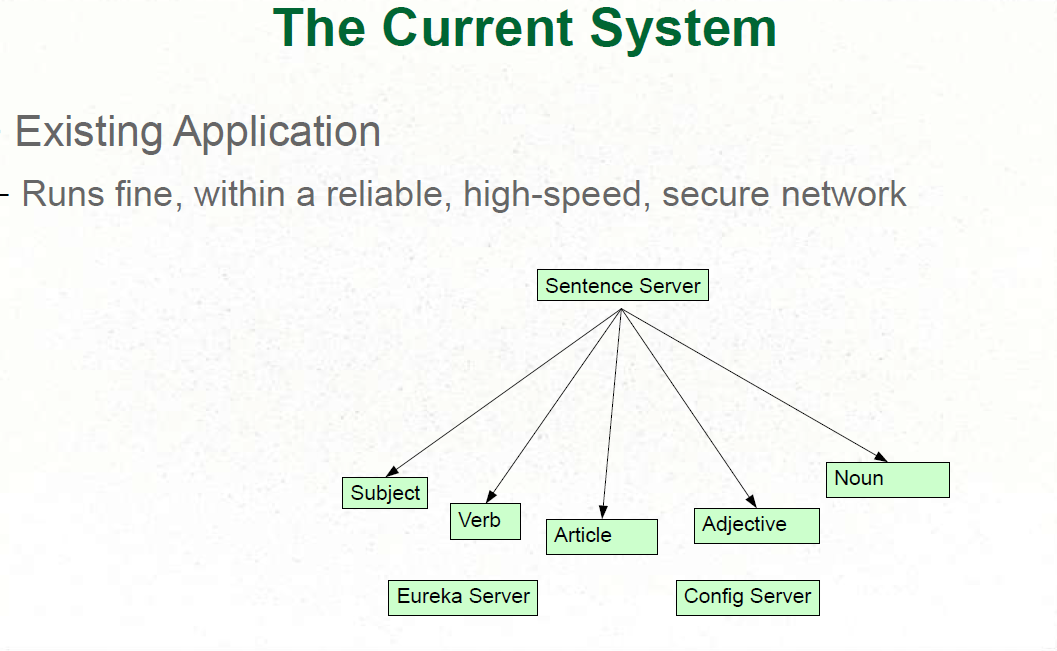 The Current System
Existing Application
- Runs fine, within a reliable, high-speed, secure network
Sentence Server
Subject
Verb
Article
Adjective
Noun
Eureka Server
Config Server